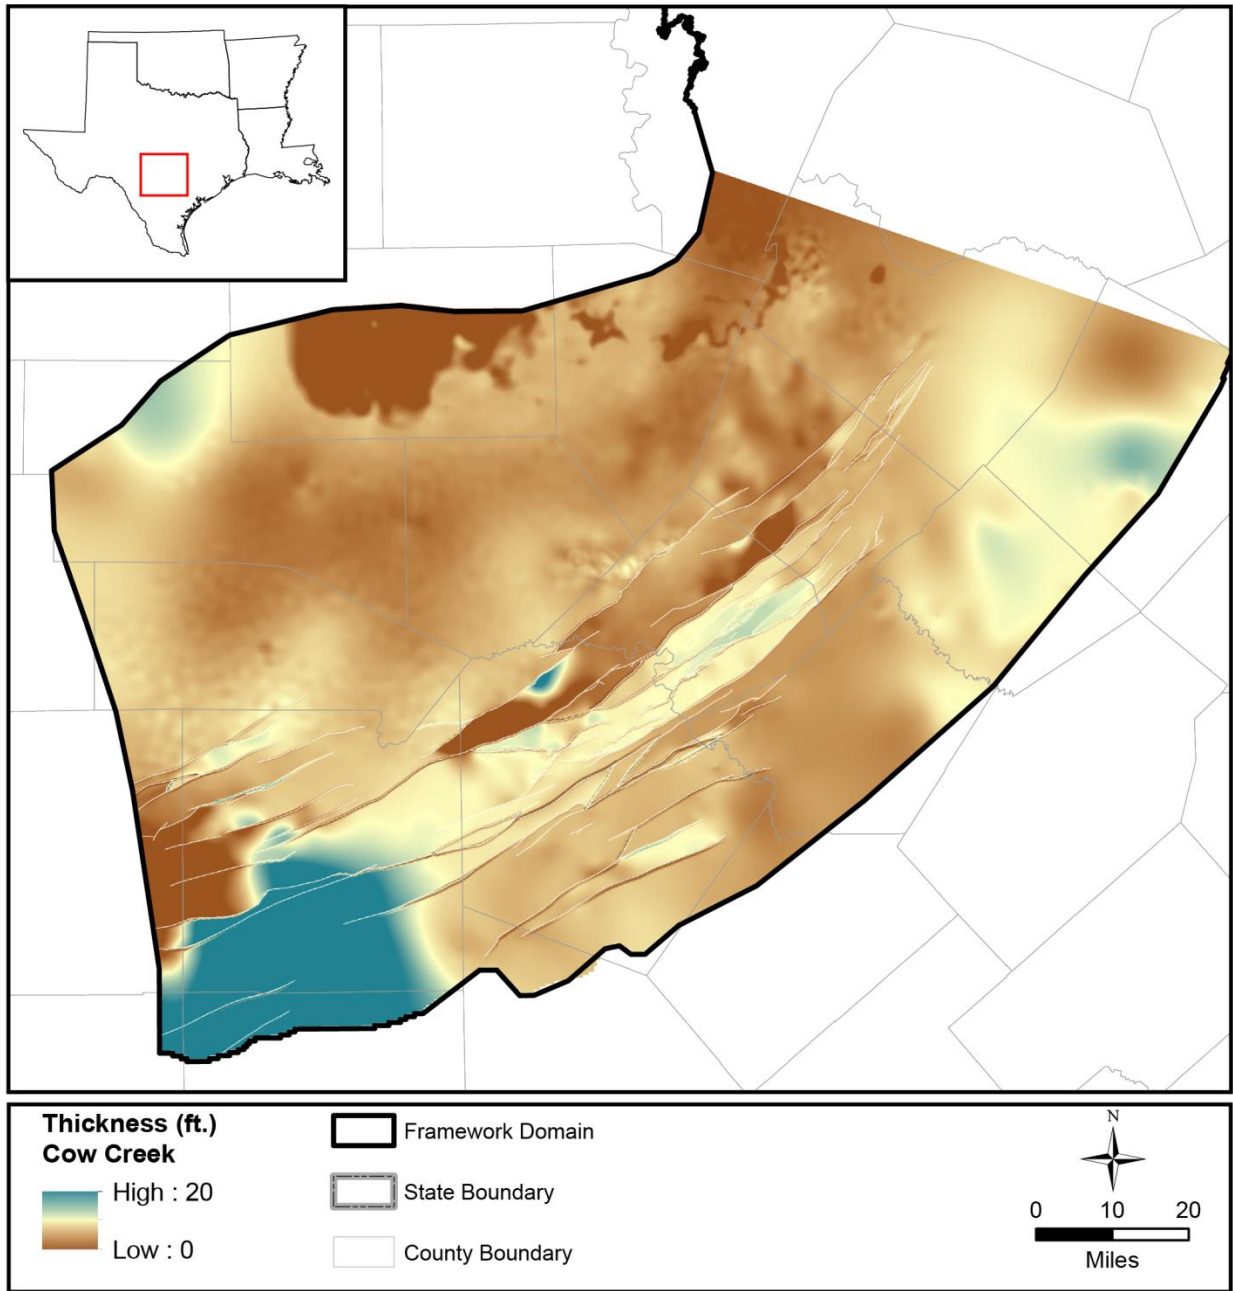 Thickness (ft.)
Cow Creek
High : 20
Low : 0
Framework Domain
State Boundary
County Boundary
N
0 10 20
Miles